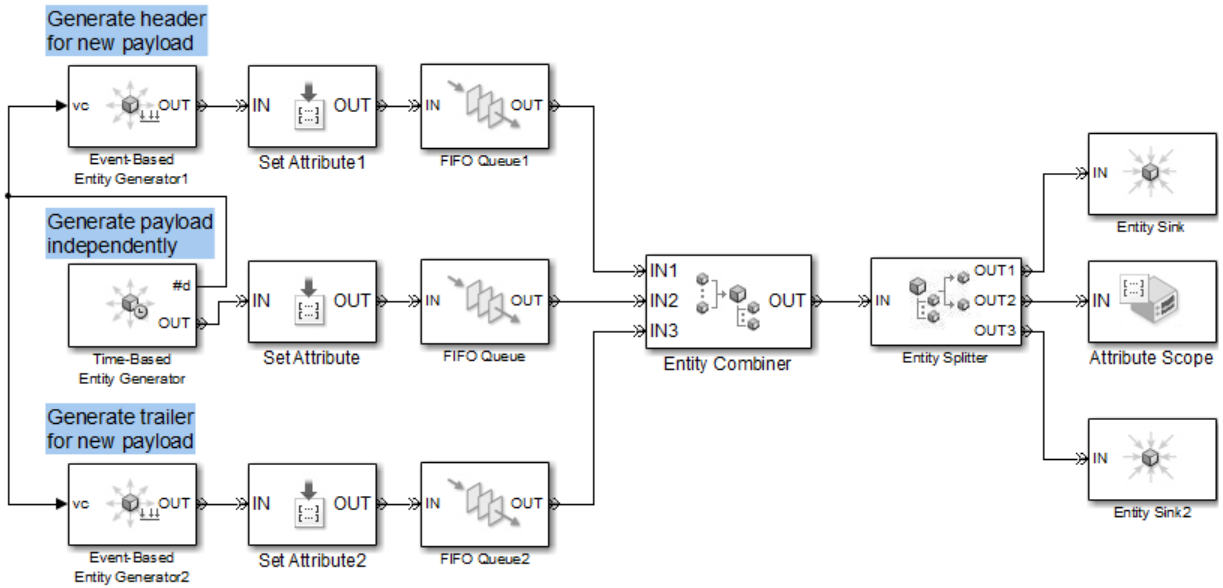 Generate header
for new payload
vc
OUT
Event-Based
Entity Generator1
IN
[...]
OUT
Set Attribute1
IN
OUT
FIFO Queue1
Generate payload
independently
#d
OUT
Time-Based
Entity Generator
IN
[...]
OUT
Set Attribute
IN
OUT
FIFO Queue
Generate trailer
for new payload
vc
OUT
Event-Based
Entity Generator2
IN
[...]
OUT
Set Attribute2
IN
OUT
FIFO Queue2
IN1
IN2
IN3
OUT
Entity Combiner
IN
OUT1
OUT2
OUT3
Entity Splitter
IN
Entity Sink
IN
[...]
Attribute Scope
IN
Entity Sink2